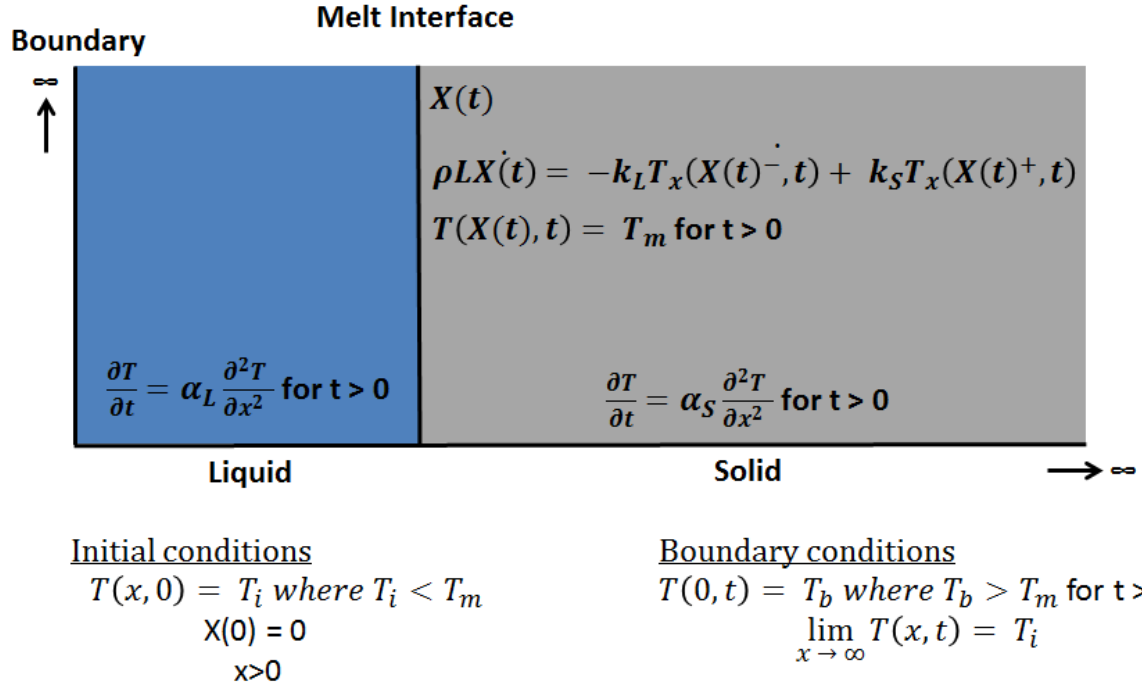 Melt Interface
Boundary
∞
X(t)
ρLẊ(t) = −k_L T_x(X(t)⁻, t) + k_S T_x(X(t)⁺, t)
T(X(t), t) = T_m for t > 0
∂T/∂t = α_L ∂²T/∂x² for t > 0
∂T/∂t = α_S ∂²T/∂x² for t > 0
Liquid
Solid
∞
Initial conditions
T(x, 0) = T_i where T_i < T_m
X(0) = 0
x>0
Boundary conditions
T(0, t) = T_b where T_b > T_m for t >
lim x → ∞ T(x, t) = T_i